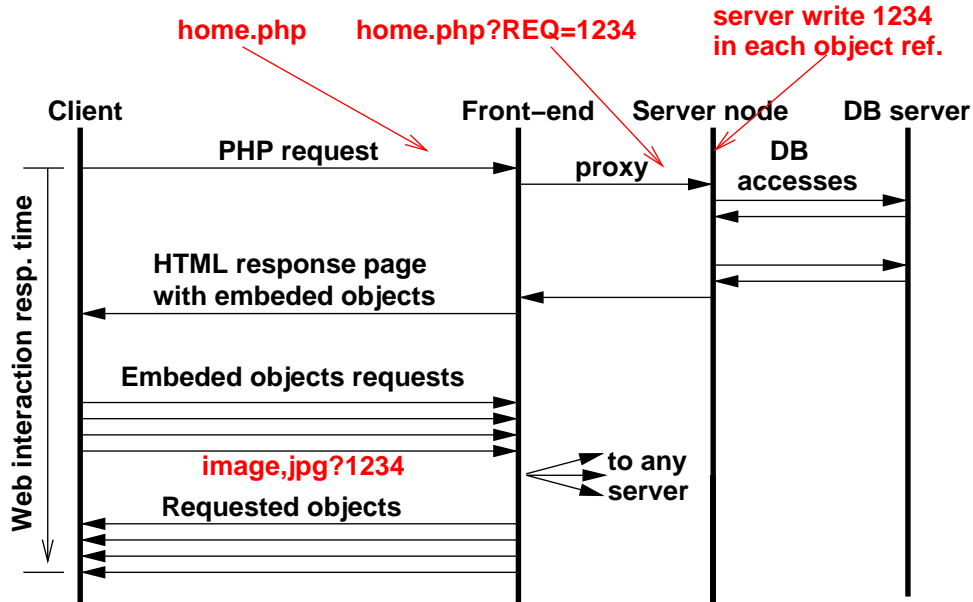 home.php
home.php?REQ=1234
server write 1234
in each object ref.
Client
Front−end
Server node
DB server
PHP request
proxy
DB
accesses
HTML response page
with embeded objects
Web interaction resp. time
Embeded objects requests
image,jpg?1234
to any
server
Requested objects